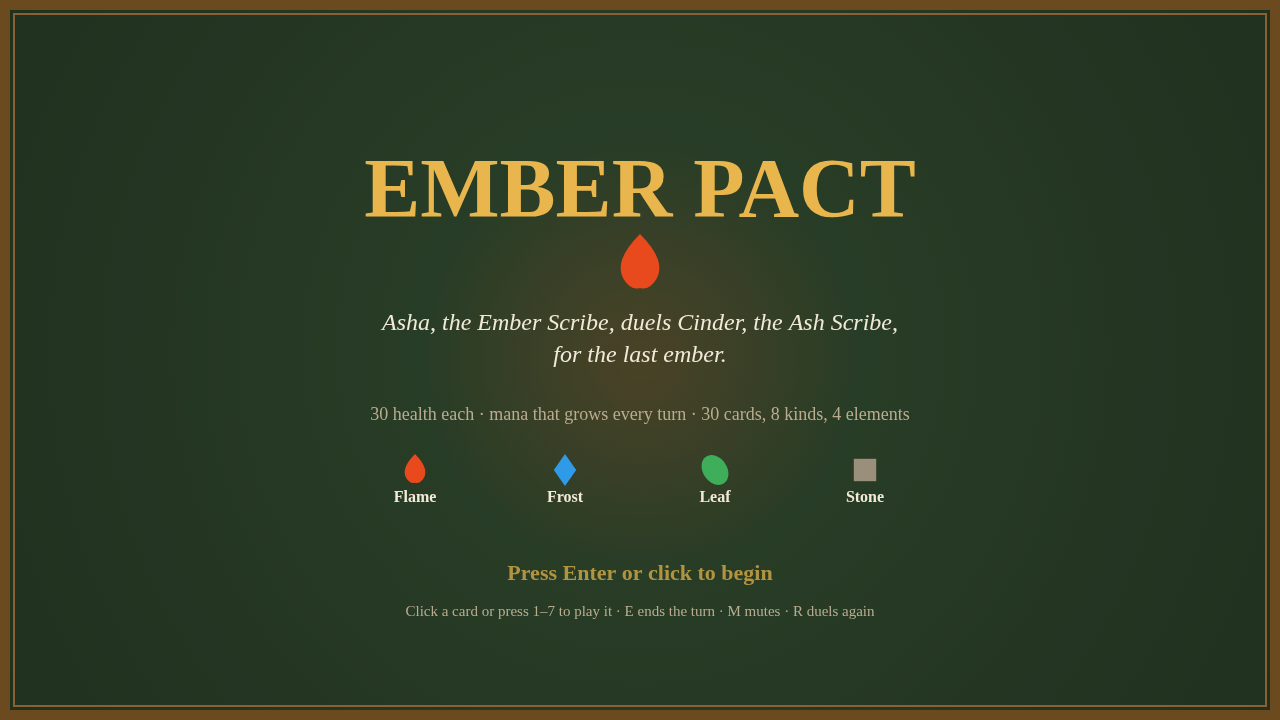 EMBER PACT
Asha, the Ember Scribe, duels Cinder, the Ash Scribe,
for the last ember.
30 health each · mana that grows every turn · 30 cards, 8 kinds, 4 elements
Flame Frost Leaf Stone
Press Enter or click to begin
Click a card or press 1–7 to play it · E ends the turn · M mutes · R duels again